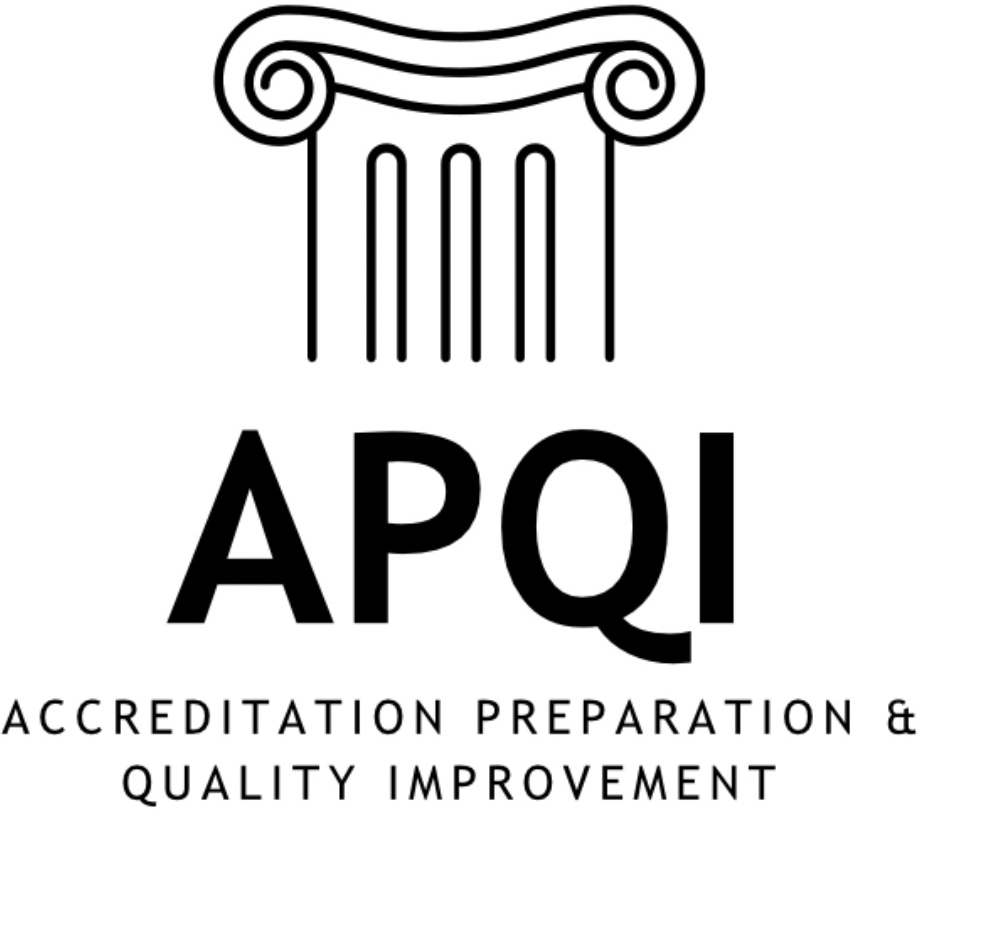 APQI
ACCREDITATION PREPARATION &
QUALITY IMPROVEMENT